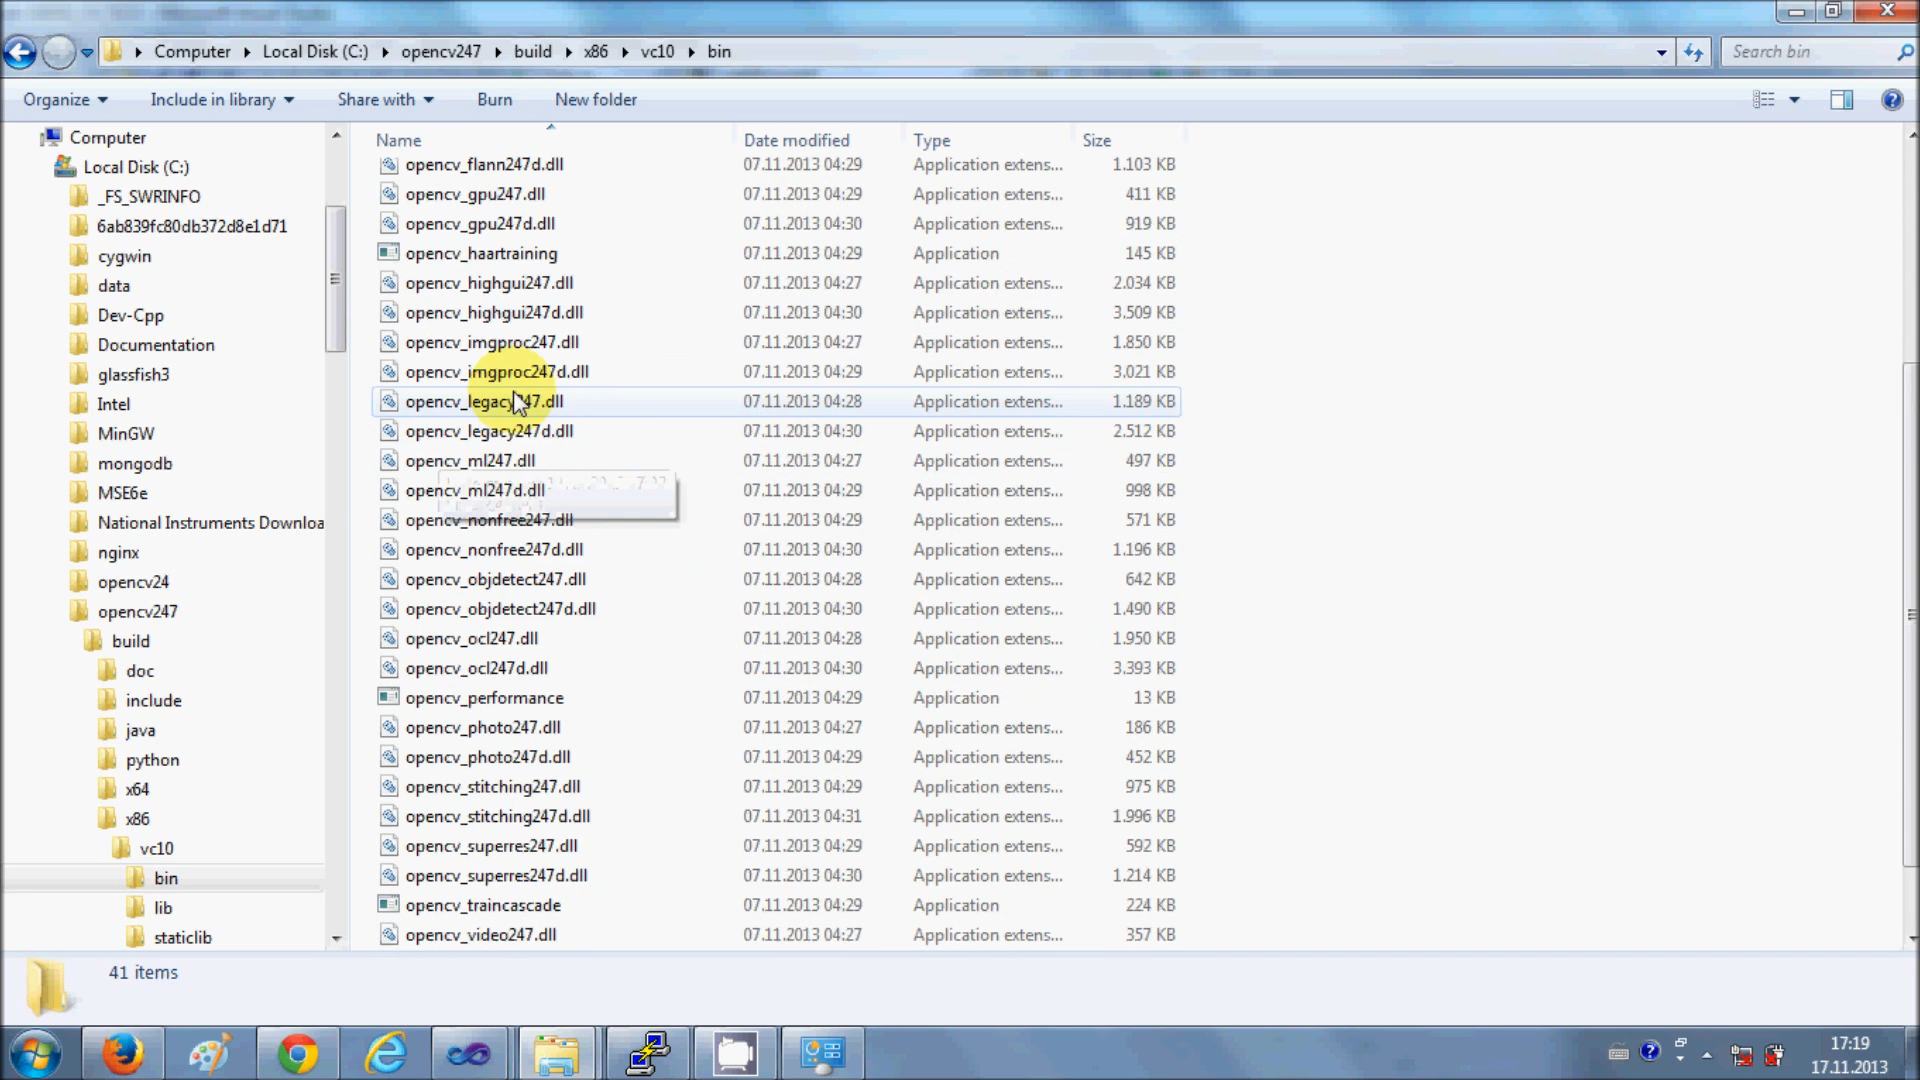 Computer Local Disk (C:) opencv247 build x86 vc10 bin
Search bin
Organize Include in library Share with Burn New folder
Computer
Local Disk (C:)
_FS_SWRINFO
6ab839fc80db372d8e1d71
cygwin
data
Dev-Cpp
Documentation
glassfish3
Intel
MinGW
mongodb
MSE6e
National Instruments Downloa
nginx
opencv24
opencv247
build
doc
include
java
python
x64
x86
vc10
bin
lib
staticlib
Name Date modified Type Size
opencv_flann247d.dll 07.11.2013 04:29 Application extens... 1.103 KB
opencv_gpu247.dll 07.11.2013 04:29 Application extens... 411 KB
opencv_gpu247d.dll 07.11.2013 04:30 Application extens... 919 KB
opencv_haartraining 07.11.2013 04:29 Application 145 KB
opencv_highgui247.dll 07.11.2013 04:27 Application extens... 2.034 KB
opencv_highgui247d.dll 07.11.2013 04:30 Application extens... 3.509 KB
opencv_imgproc247.dll 07.11.2013 04:27 Application extens... 1.850 KB
opencv_imgproc247d.dll 07.11.2013 04:29 Application extens... 3.021 KB
opencv_legacy247.dll 07.11.2013 04:28 Application extens... 1.189 KB
opencv_legacy247d.dll 07.11.2013 04:30 Application extens... 2.512 KB
opencv_ml247.dll 07.11.2013 04:27 Application extens... 497 KB
opencv_ml247d.dll 07.11.2013 04:29 Application extens... 998 KB
opencv_nonfree247.dll 07.11.2013 04:29 Application extens... 571 KB
opencv_nonfree247d.dll 07.11.2013 04:30 Application extens... 1.196 KB
opencv_objdetect247.dll 07.11.2013 04:28 Application extens... 642 KB
opencv_objdetect247d.dll 07.11.2013 04:30 Application extens... 1.490 KB
opencv_ocl247.dll 07.11.2013 04:28 Application extens... 1.950 KB
opencv_ocl247d.dll 07.11.2013 04:30 Application extens... 3.393 KB
opencv_performance 07.11.2013 04:29 Application 13 KB
opencv_photo247.dll 07.11.2013 04:27 Application extens... 186 KB
opencv_photo247d.dll 07.11.2013 04:29 Application extens... 452 KB
opencv_stitching247.dll 07.11.2013 04:29 Application extens... 975 KB
opencv_stitching247d.dll 07.11.2013 04:31 Application extens... 1.996 KB
opencv_superres247.dll 07.11.2013 04:29 Application extens... 592 KB
opencv_superres247d.dll 07.11.2013 04:30 Application extens... 1.214 KB
opencv_traincascade 07.11.2013 04:29 Application 224 KB
opencv_video247.dll 07.11.2013 04:27 Application extens... 357 KB
41 items
17:19
17.11.2013